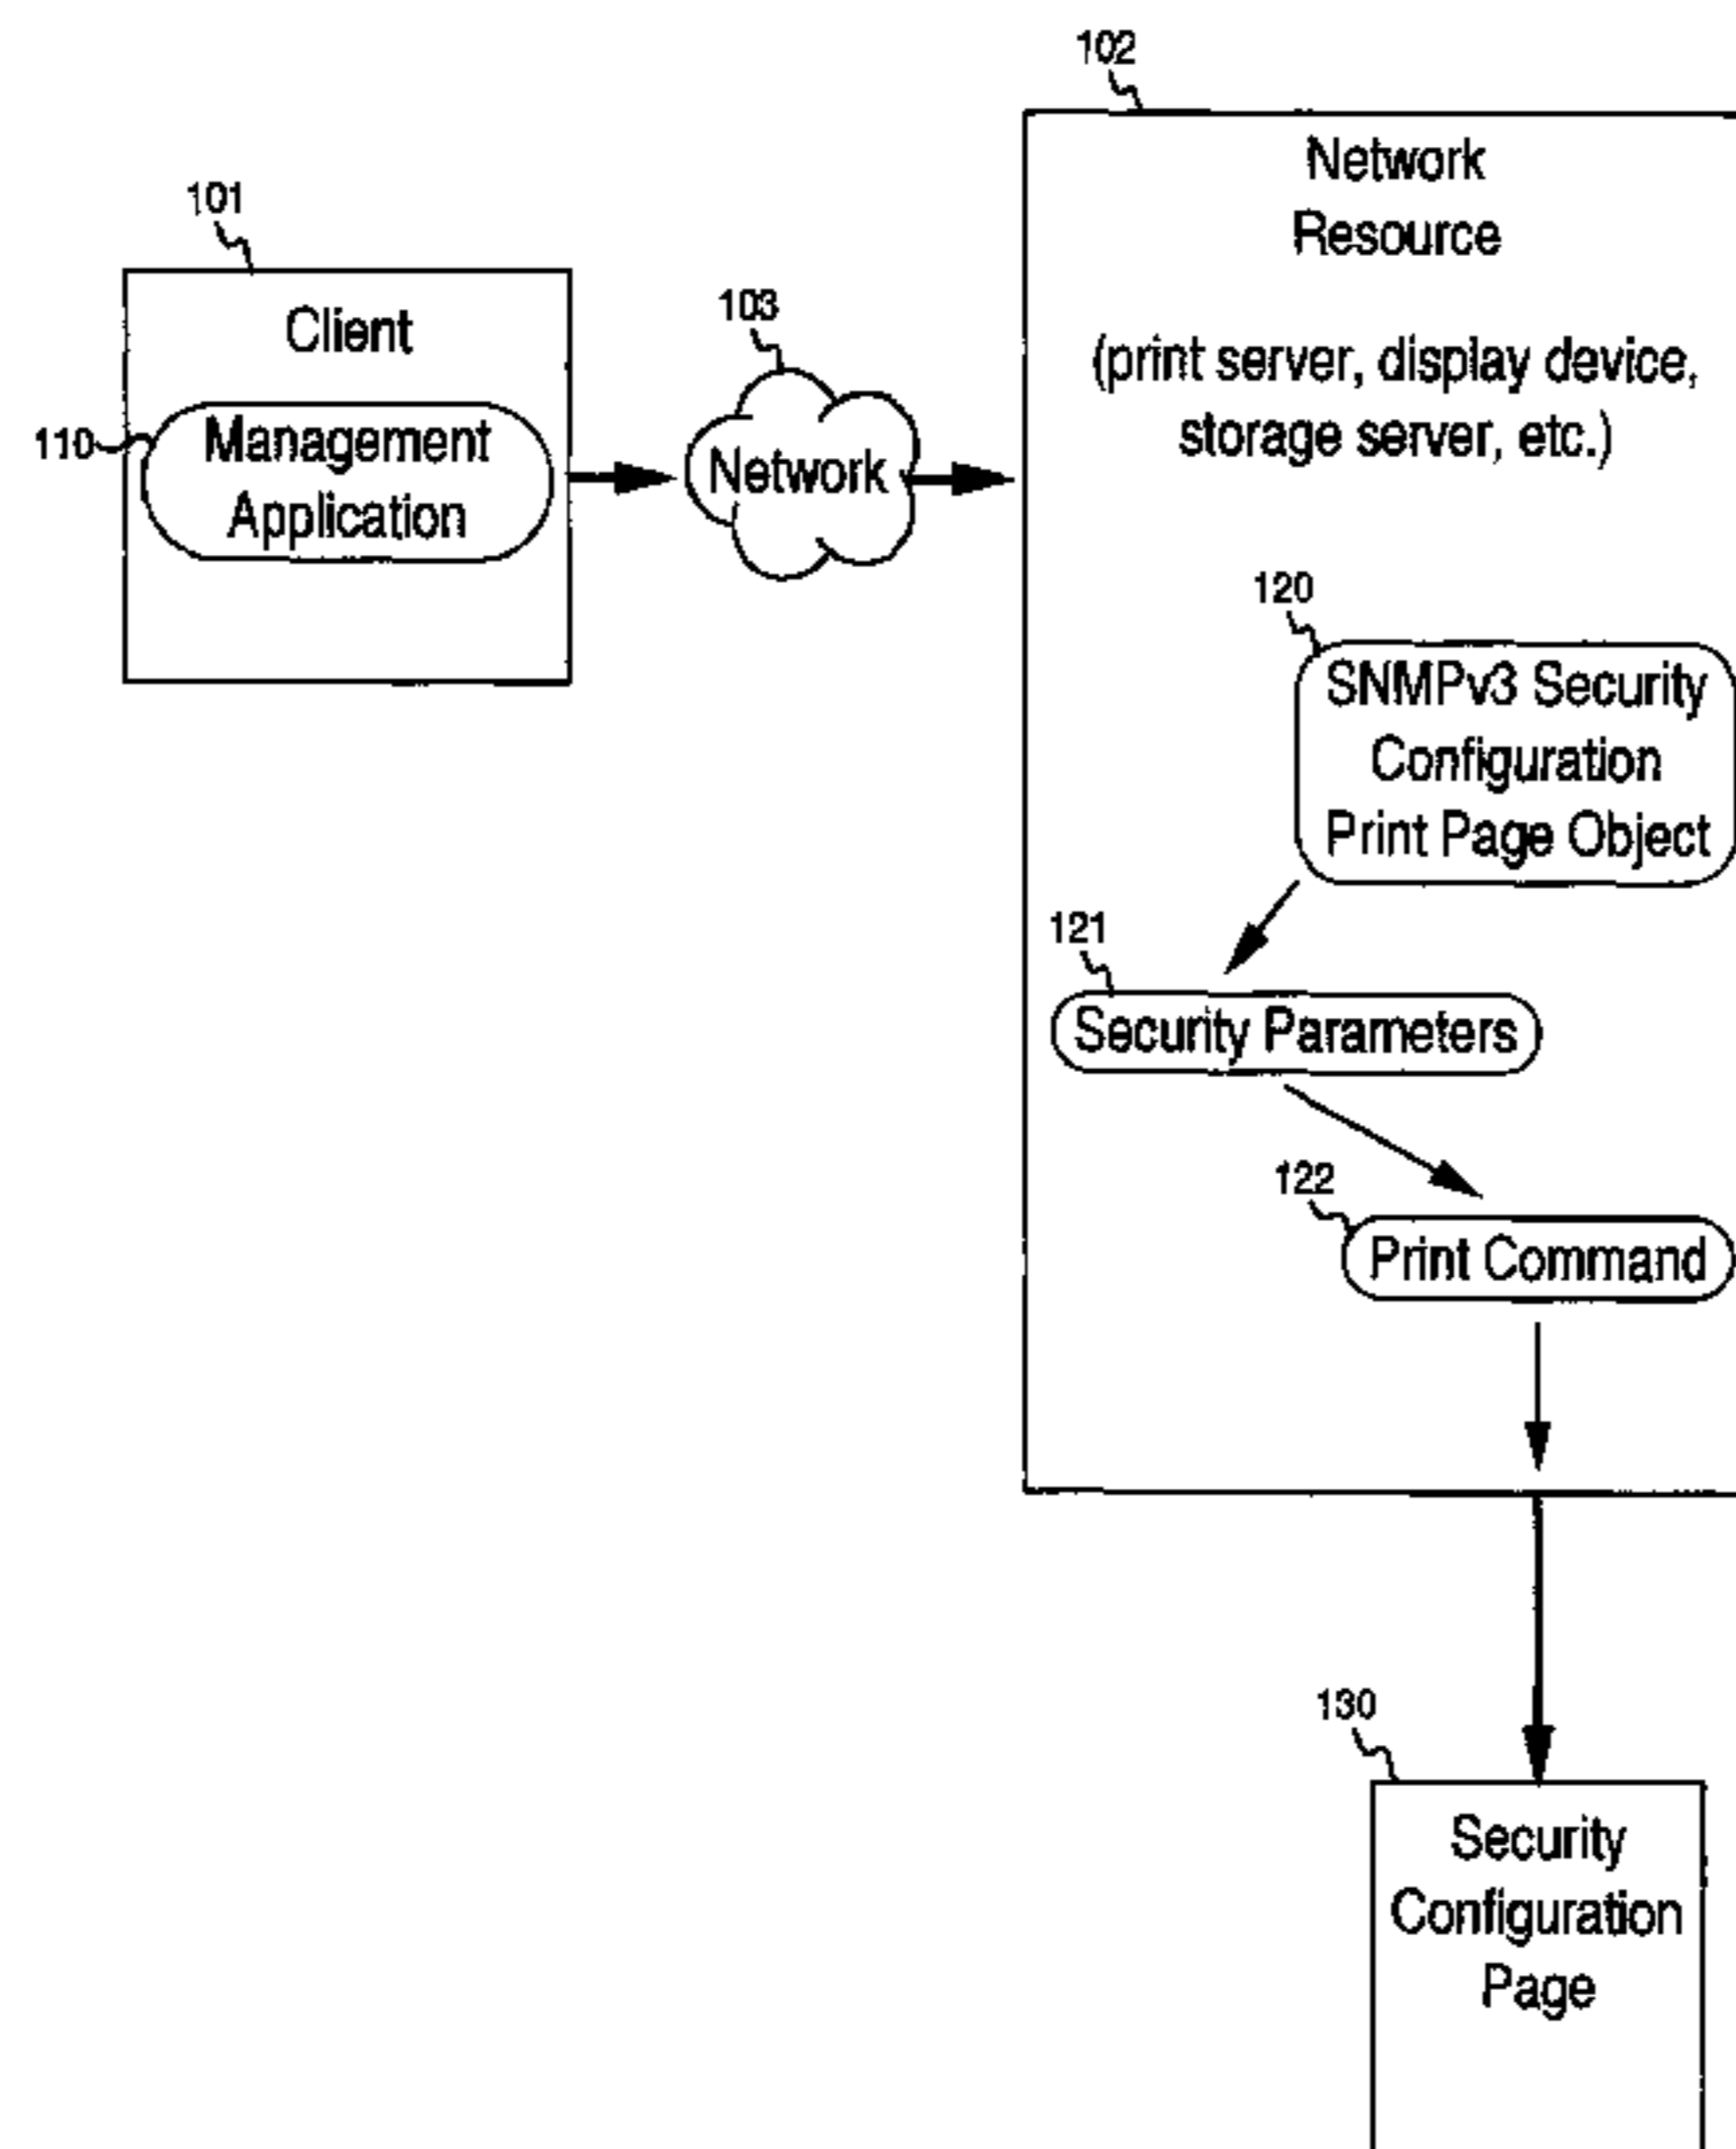 102
Network
Resource
(print server, display device,
storage server, etc.)
101
Client
110
Management
Application
103
Network
120
SNMPv3 Security
Configuration
Print Page Object
121
Security Parameters
122
Print Command
130
Security
Configuration
Page